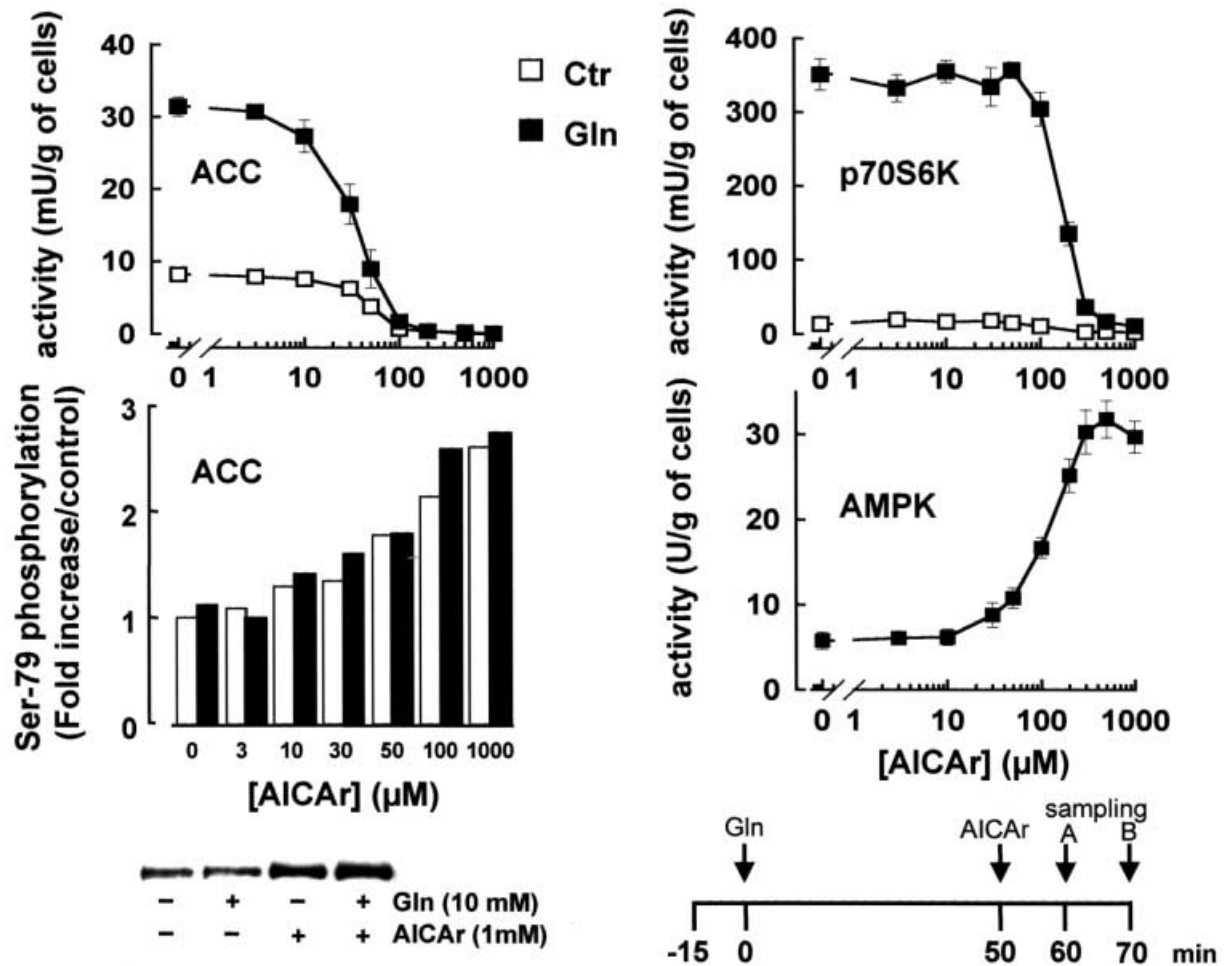 activity (mU/g of cells)
40
30
20
10
0
ACC
Ctr
Gln
0 1 10 100 1000
activity (mU/g of cells)
400
300
200
100
0
p70S6K
0 1 10 100 1000
Ser-79 phosphorylation
(Fold increase/control)
3
2
1
0
ACC
0 3 10 30 50 100 1000
[AICAr] (µM)
activity (U/g of cells)
30
20
10
0
AMPK
0 1 10 100 1000
[AICAr] (µM)
– + – + Gln (10 mM)
– – + + AICAr (1mM)
Gln AICAr sampling
A B
-15 0 50 60 70 min